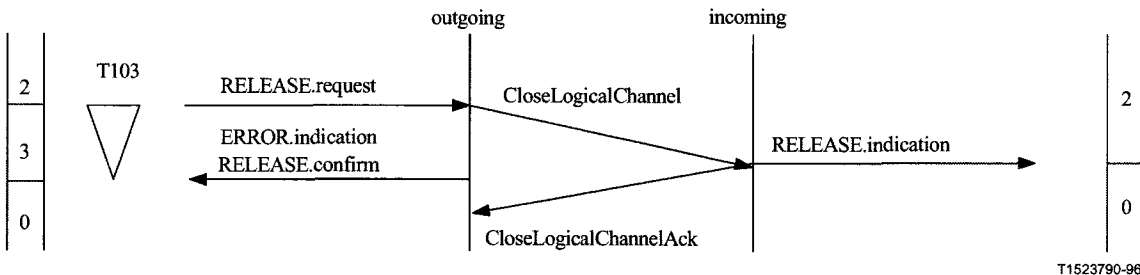 outgoing
incoming
T103
2
RELEASE.request
CloseLogicalChannel
2
ERROR.indication
3
RELEASE.confirm
RELEASE.indication
0
0
CloseLogicalChannelAck
T1523790-96